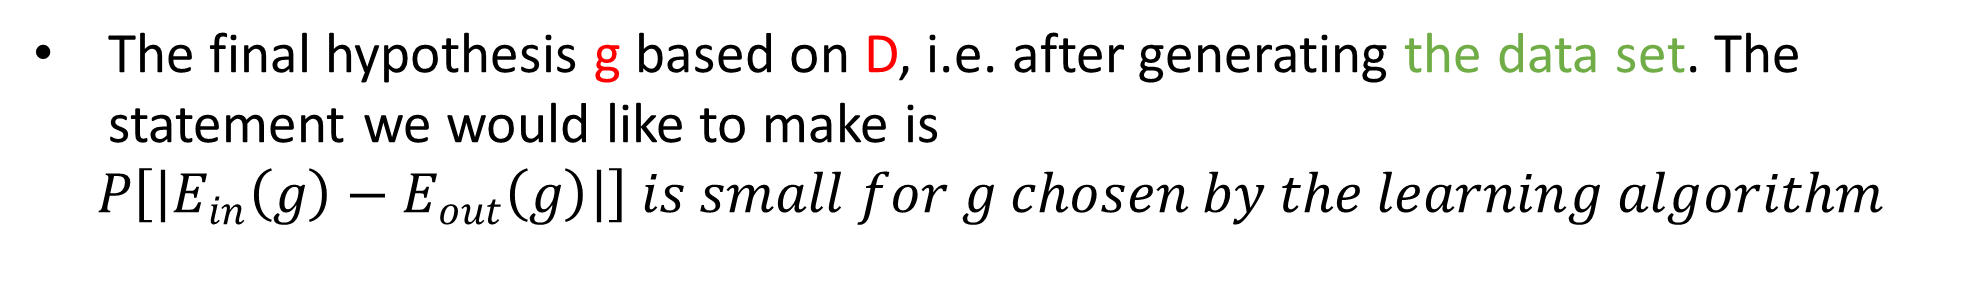 • The final hypothesis g based on D, i.e. after generating the data set. The
statement we would like to make is
P[|E_in(g) − E_out(g)|] is small for g chosen by the learning algorithm